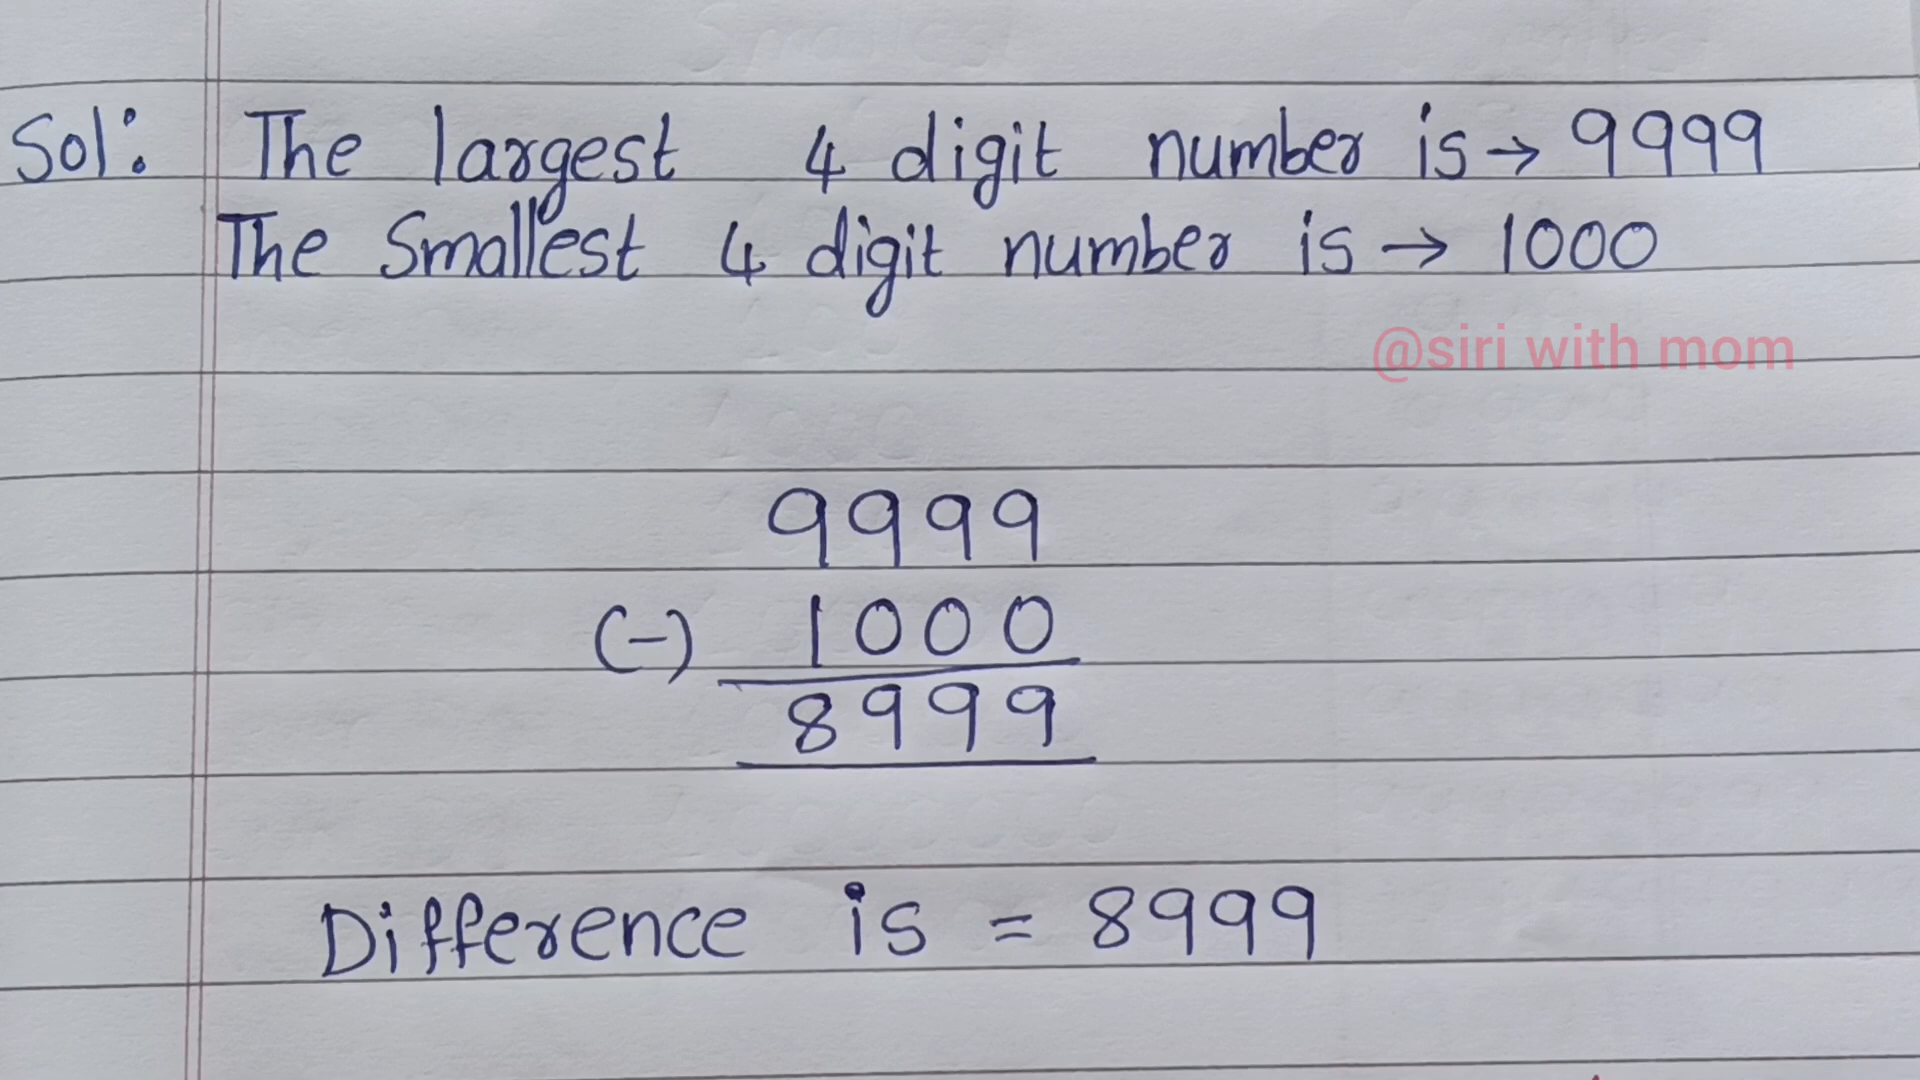 Sol: The largest 4 digit number is → 9999
The Smallest 4 digit number is → 1000
@siri with mom
9999
(-) 1000
8999
Difference is = 8999